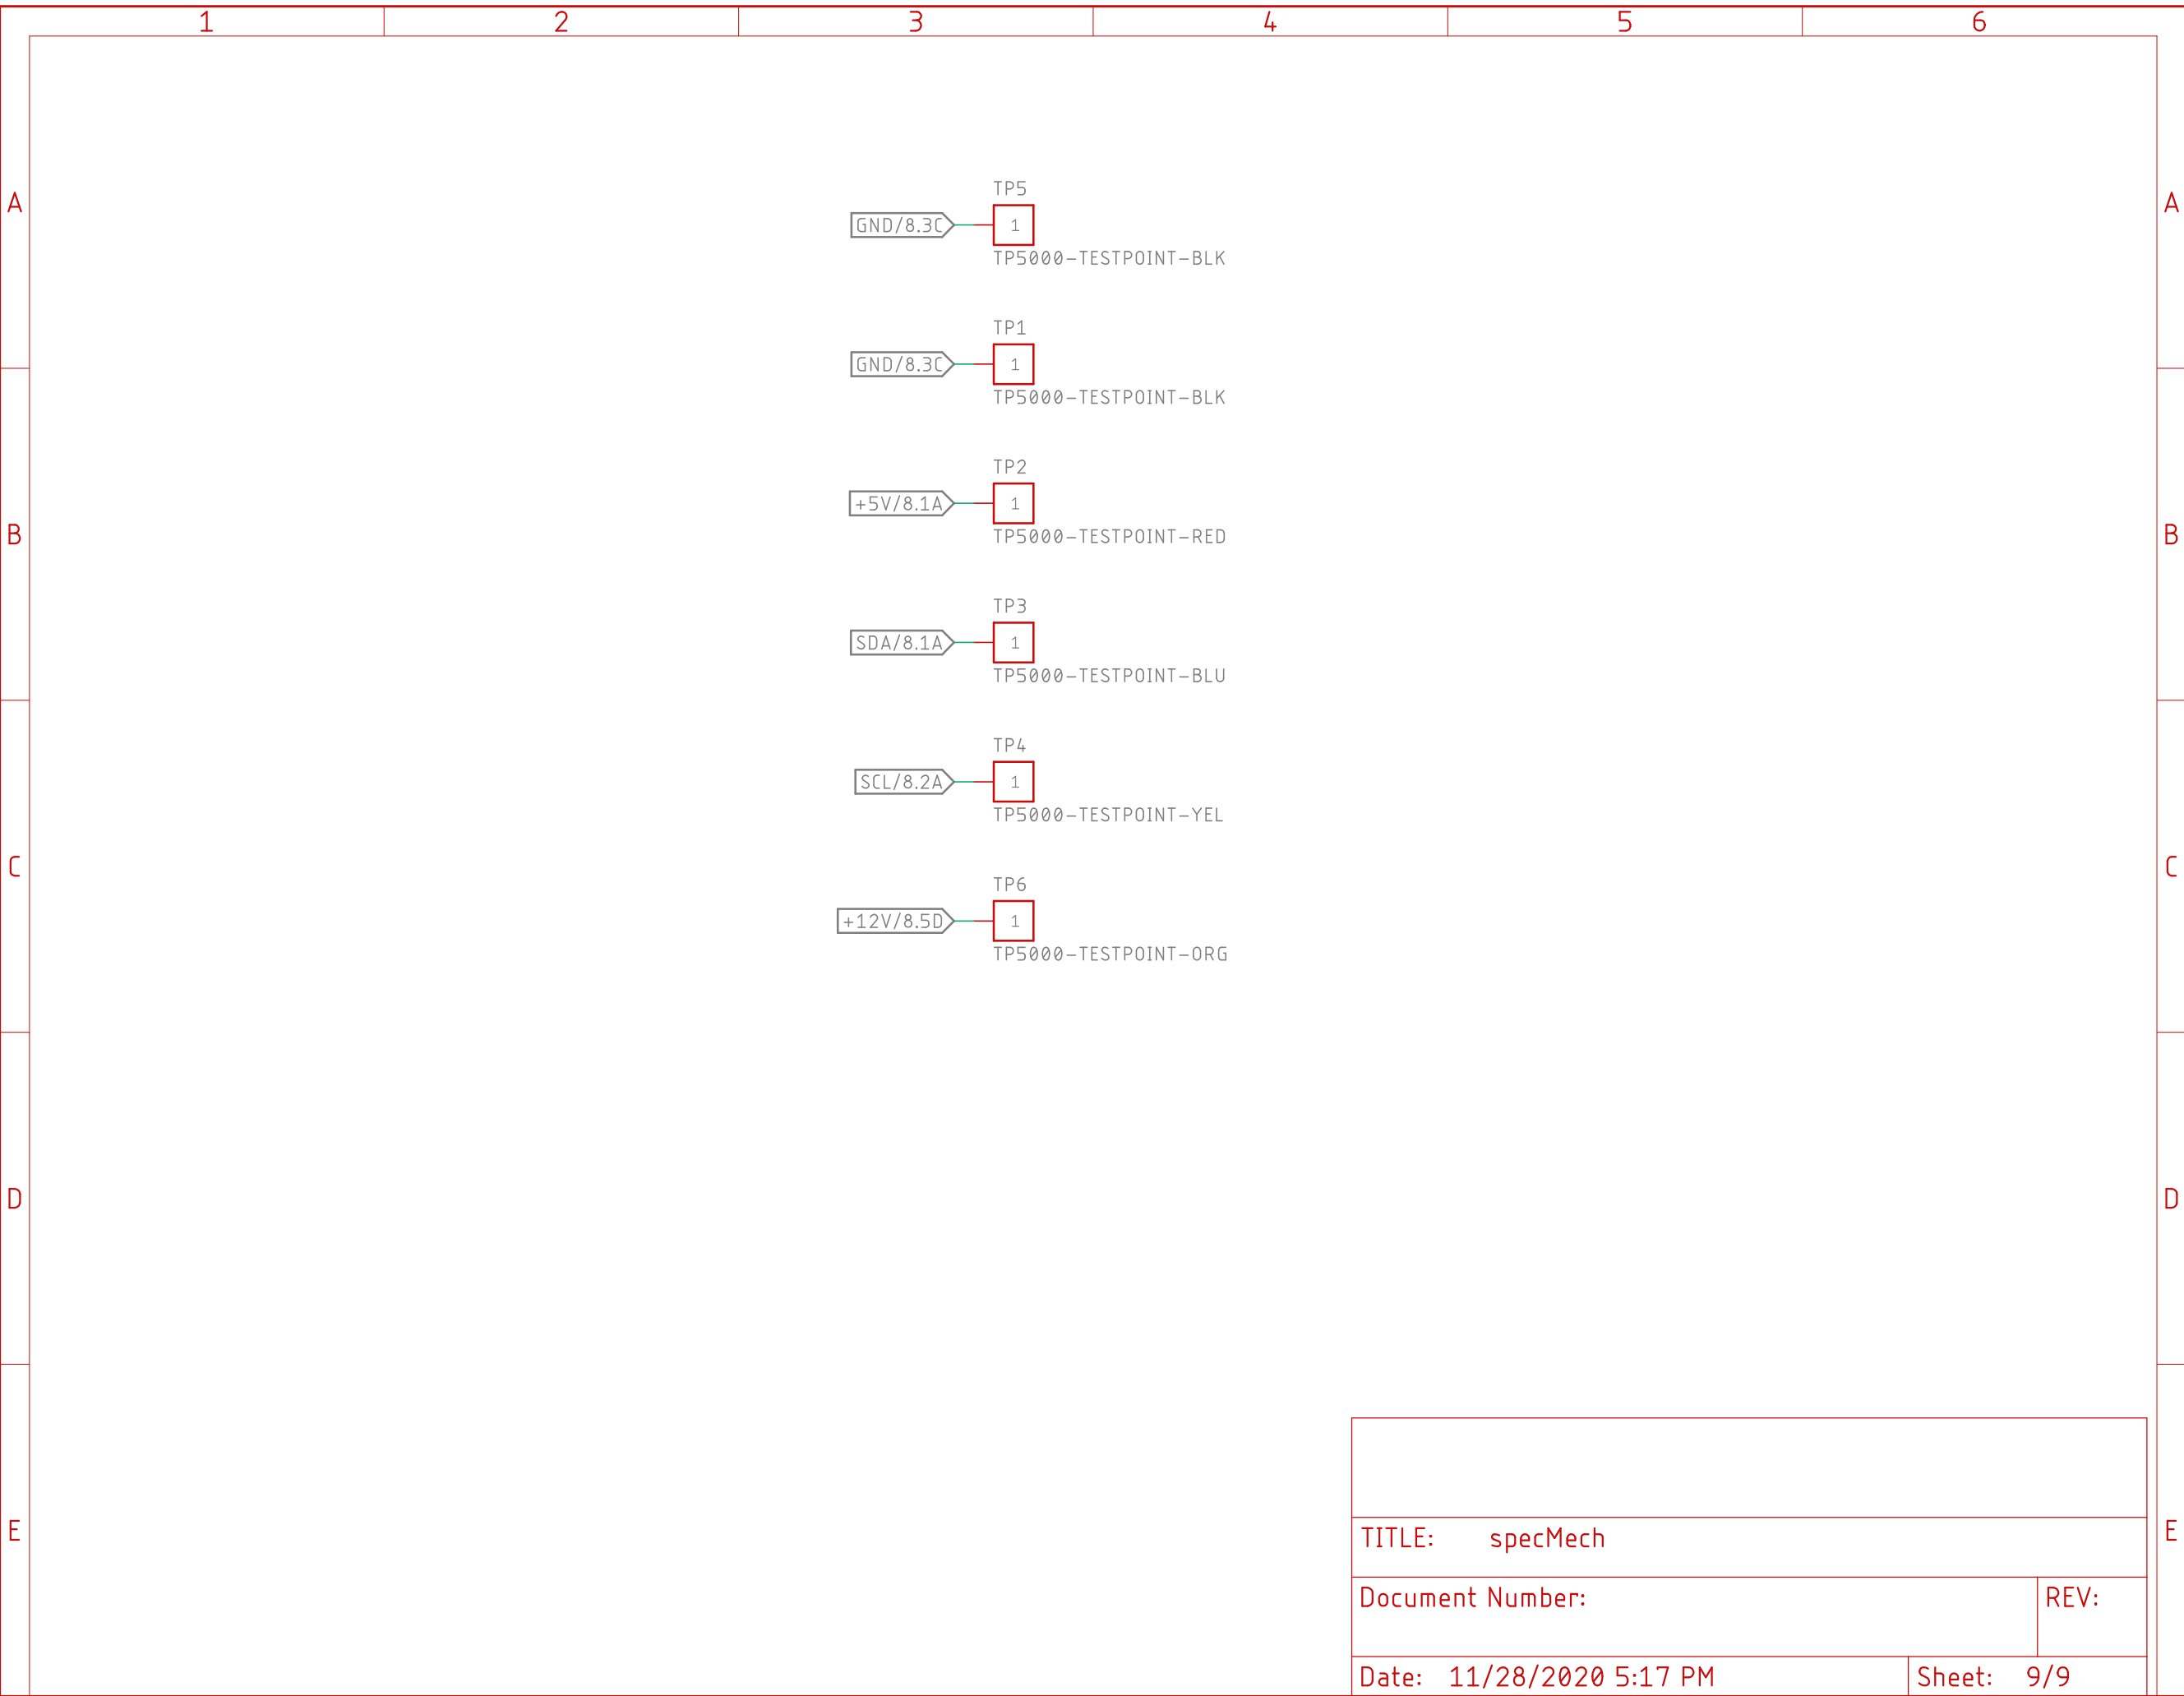 1 2 3 4 5 6
A A
TP5
GND/8.3C 1
TP5000-TESTPOINT-BLK
TP1
GND/8.3C 1
TP5000-TESTPOINT-BLK
TP2
+5V/8.1A 1
B B
TP5000-TESTPOINT-RED
TP3
SDA/8.1A 1
TP5000-TESTPOINT-BLU
TP4
SCL/8.2A 1
TP5000-TESTPOINT-YEL
C C
TP6
+12V/8.5D 1
TP5000-TESTPOINT-ORG
D D
E E
TITLE: specMech
Document Number: REV:
Date: 11/28/2020 5:17 PM Sheet: 9/9